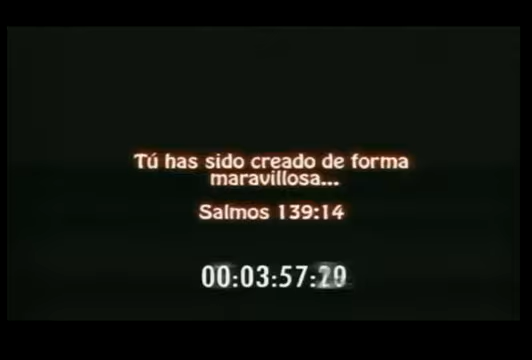 Tú has sido creado de forma
maravillosa...
Salmos 139:14
00:03:57:20